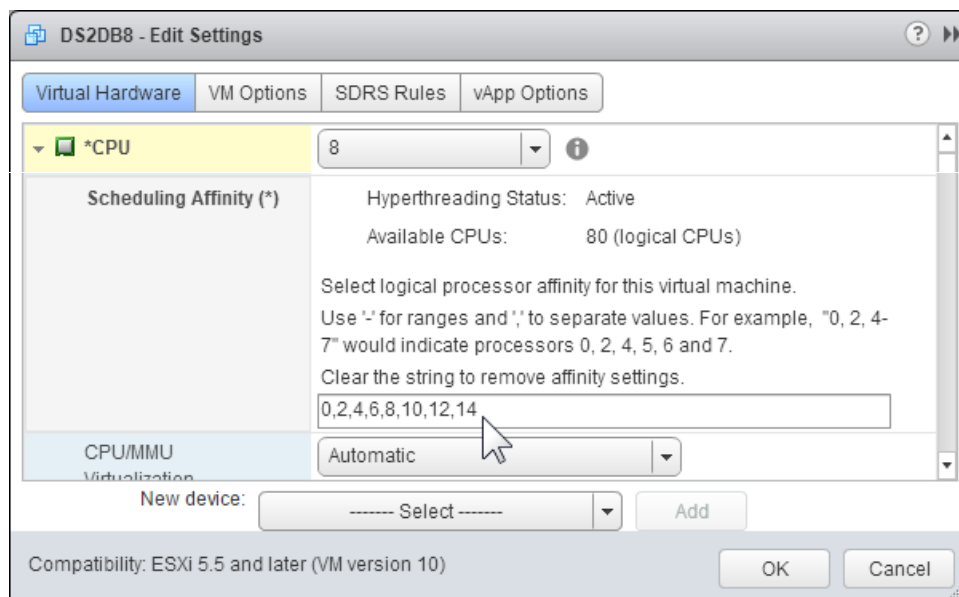 DS2DB8 - Edit Settings
Virtual Hardware VM Options SDRS Rules vApp Options
*CPU 8
Scheduling Affinity (*) Hyperthreading Status: Active
Available CPUs: 80 (logical CPUs)
Select logical processor affinity for this virtual machine.
Use '-' for ranges and ',' to separate values. For example, "0, 2, 4-
7" would indicate processors 0, 2, 4, 5, 6 and 7.
Clear the string to remove affinity settings.
0,2,4,6,8,10,12,14
CPU/MMU Automatic
Virtualization
New device: ------- Select ------- Add
Compatibility: ESXi 5.5 and later (VM version 10) OK Cancel